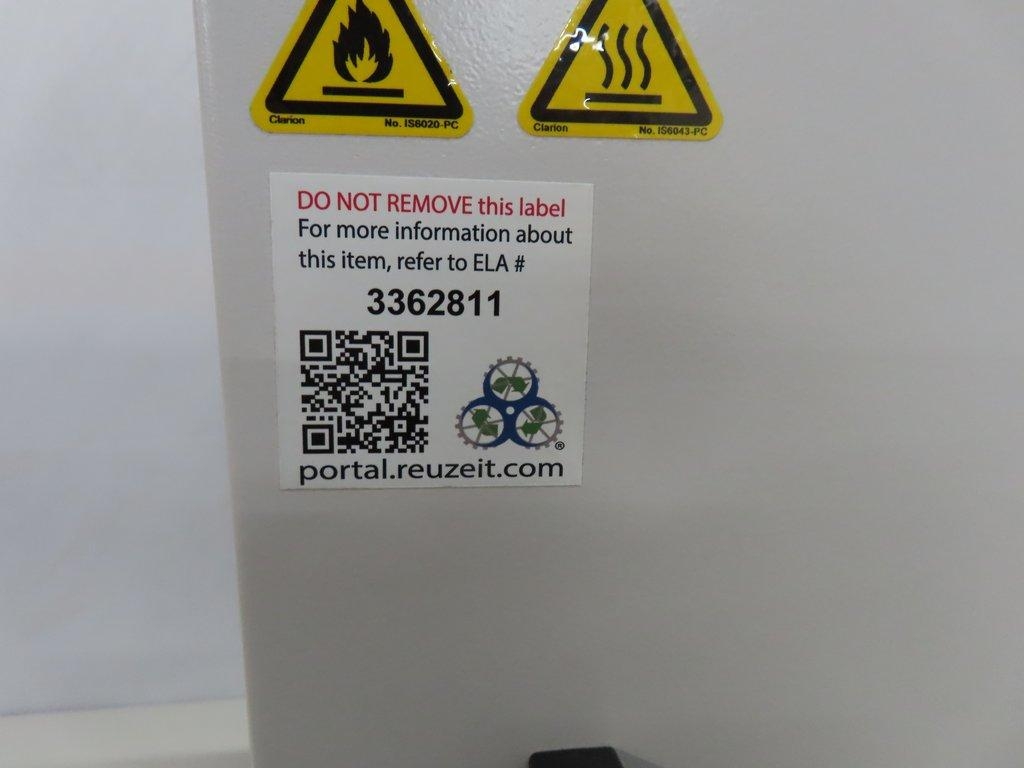 Clarion No. IS6020-PC
Clarion No. IS6043-PC
DO NOT REMOVE this label
For more information about
this item, refer to ELA #
3362811
®
portal.reuzeit.com